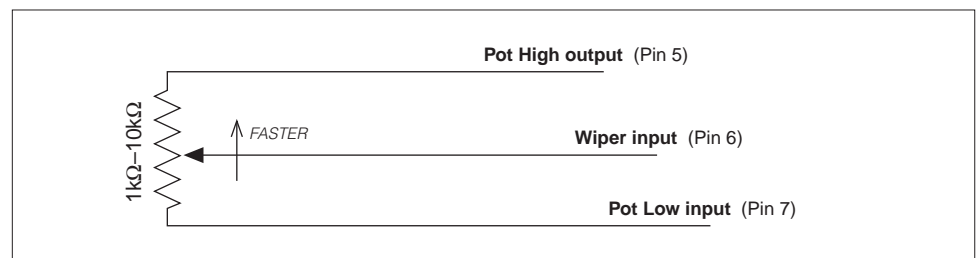 Pot High output (Pin 5)
1kΩ–10kΩ
FASTER
Wiper input (Pin 6)
Pot Low input (Pin 7)